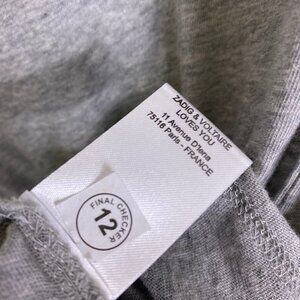 ZADIG & VOLTAIRE
LOVES YOU
11 Avenue D'Iena
75116 Paris - FRANCE
FINAL CHECKER
12